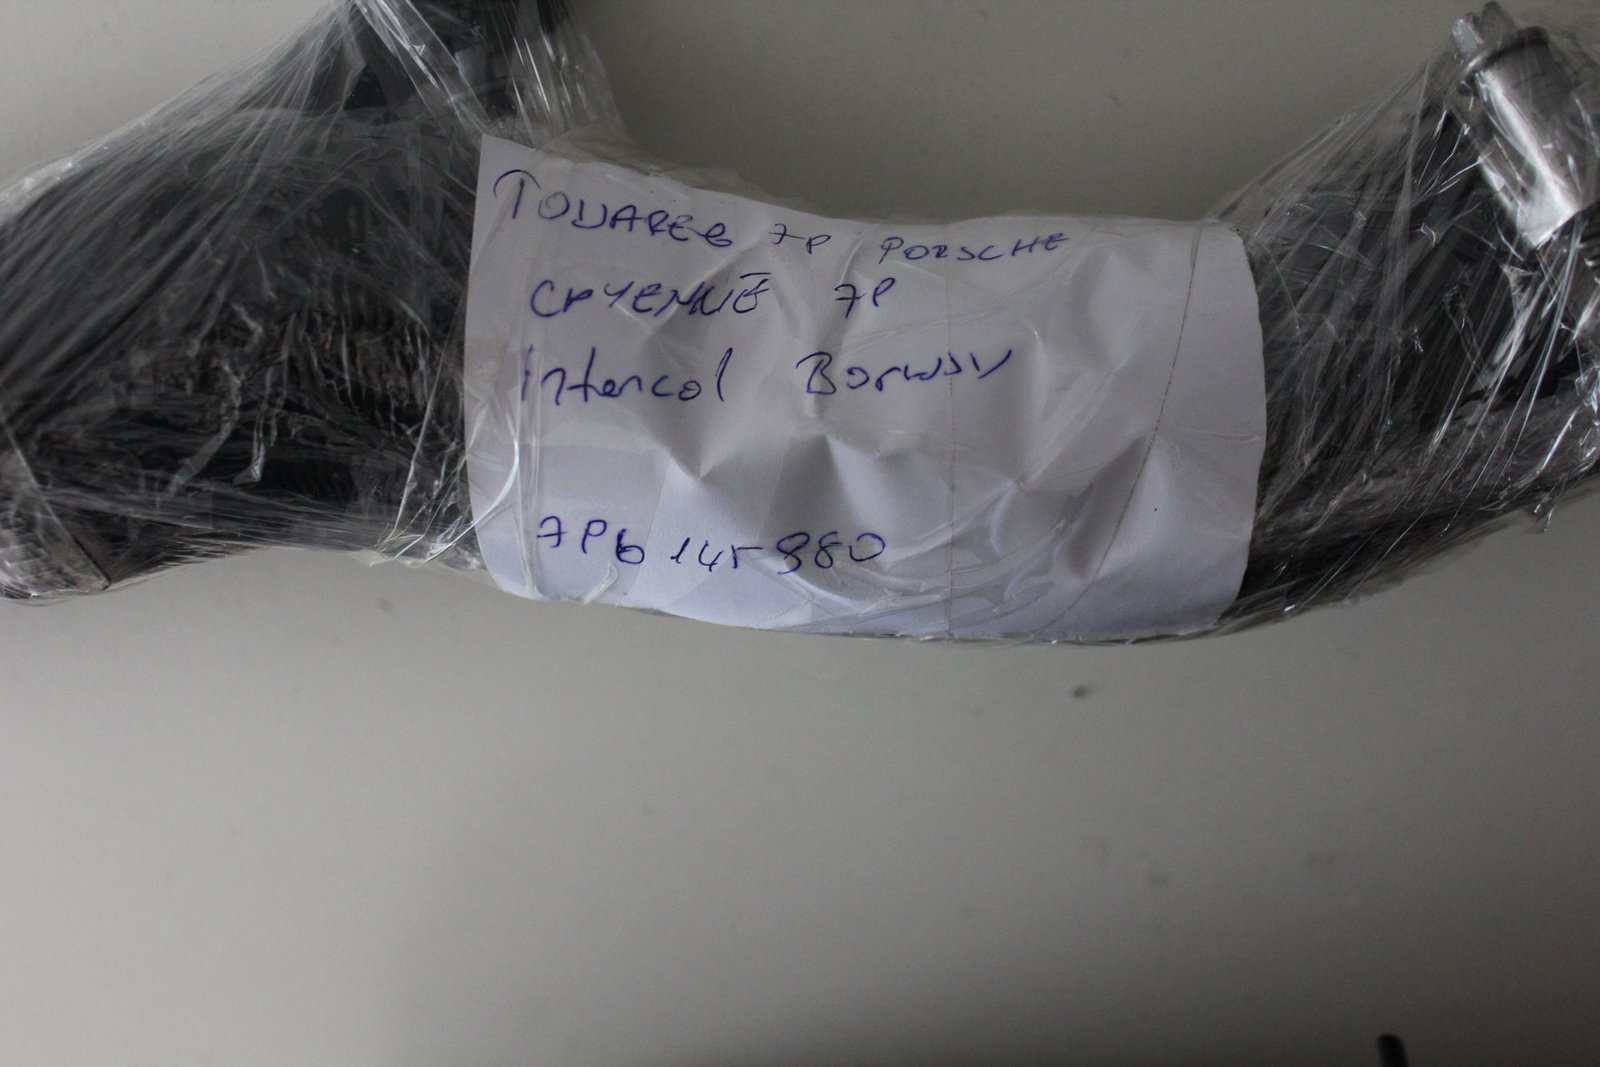 TOUAREG 7P PORSCHE
CAYENNE 7P
intercol Borusu
7P6 145 980